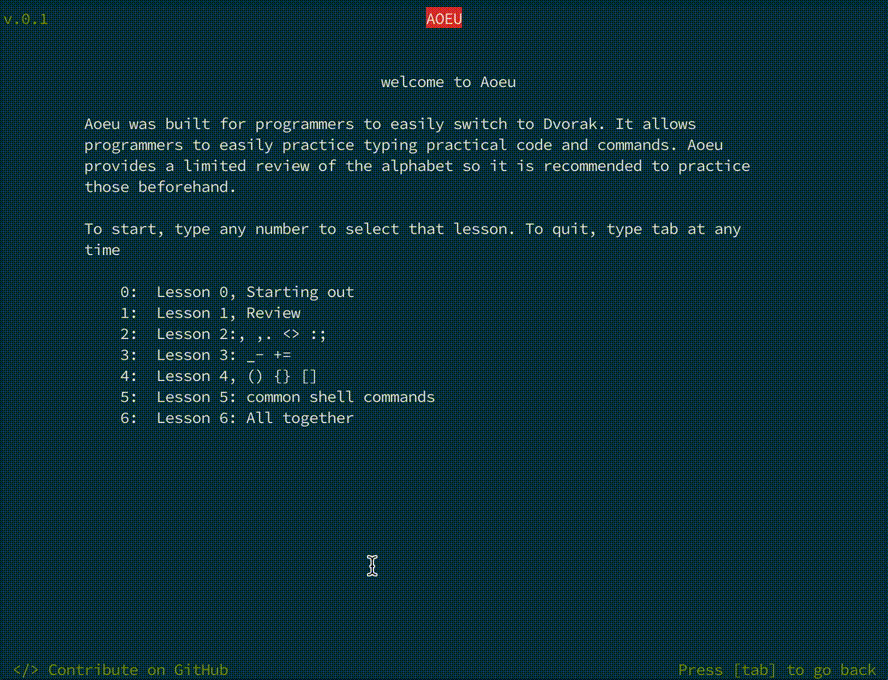 v.0.1
AOEU
welcome to Aoeu
Aoeu was built for programmers to easily switch to Dvorak. It allows
programmers to easily practice typing practical code and commands. Aoeu
provides a limited review of the alphabet so it is recommended to practice
those beforehand.
To start, type any number to select that lesson. To quit, type tab at any
time
0: Lesson 0, Starting out
1: Lesson 1, Review
2: Lesson 2:, ,. <> :;
3: Lesson 3: _- +=
4: Lesson 4, () {} []
5: Lesson 5: common shell commands
6: Lesson 6: All together
</> Contribute on GitHub
Press [tab] to go back